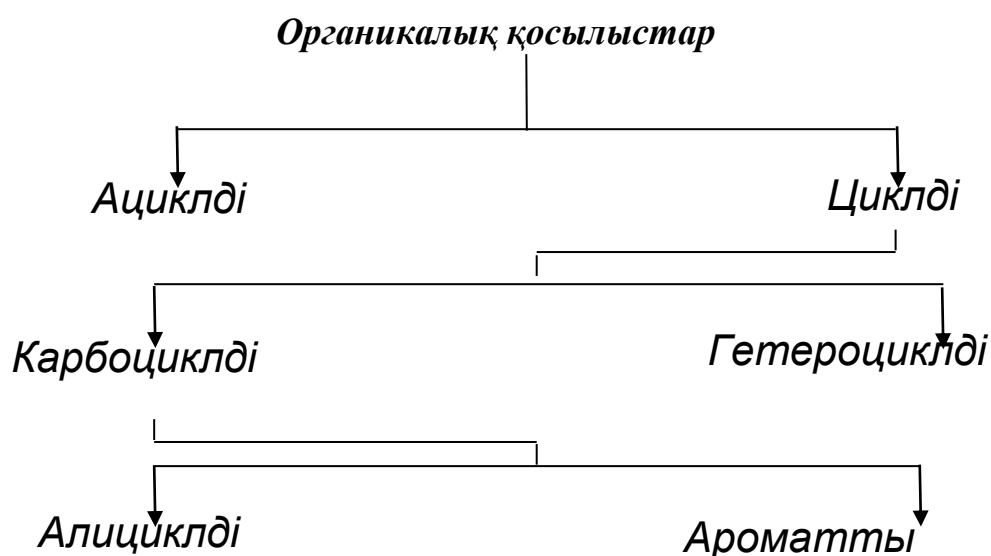 Органикалық қосылыстар
Ациклді
Циклді
Карбоциклді
Гетероциклді
Алициклді
Ароматты